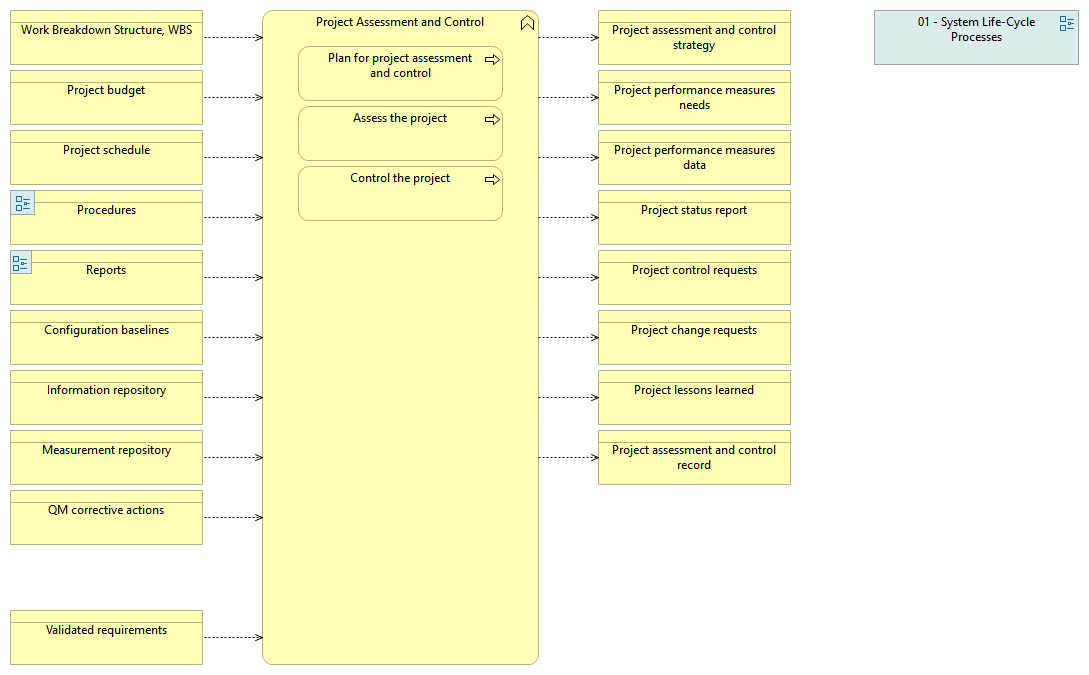 Work Breakdown Structure, WBS
Project budget
Project schedule
Procedures
Reports
Configuration baselines
Information repository
Measurement repository
QM corrective actions
Validated requirements
Project Assessment and Control
Plan for project assessment
and control
Assess the project
Control the project
Project assessment and control
strategy
Project performance measures
needs
Project performance measures
data
Project status report
Project control requests
Project change requests
Project lessons learned
Project assessment and control
record
01 - System Life-Cycle
Processes